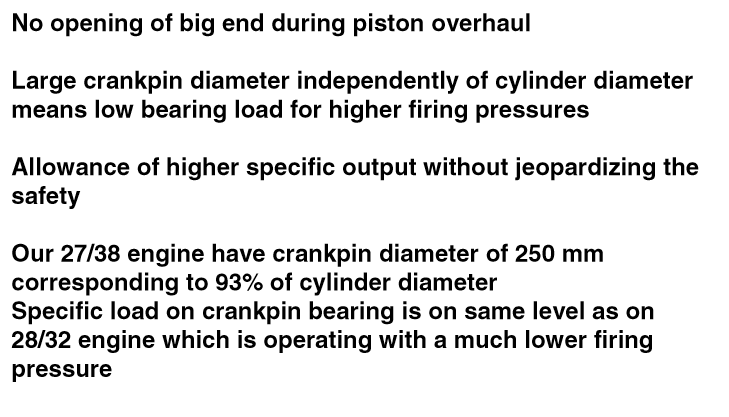 No opening of big end during piston overhaul
Large crankpin diameter independently of cylinder diameter
means low bearing load for higher firing pressures
Allowance of higher specific output without jeopardizing the
safety
Our 27/38 engine have crankpin diameter of 250 mm
corresponding to 93% of cylinder diameter
Specific load on crankpin bearing is on same level as on
28/32 engine which is operating with a much lower firing
pressure